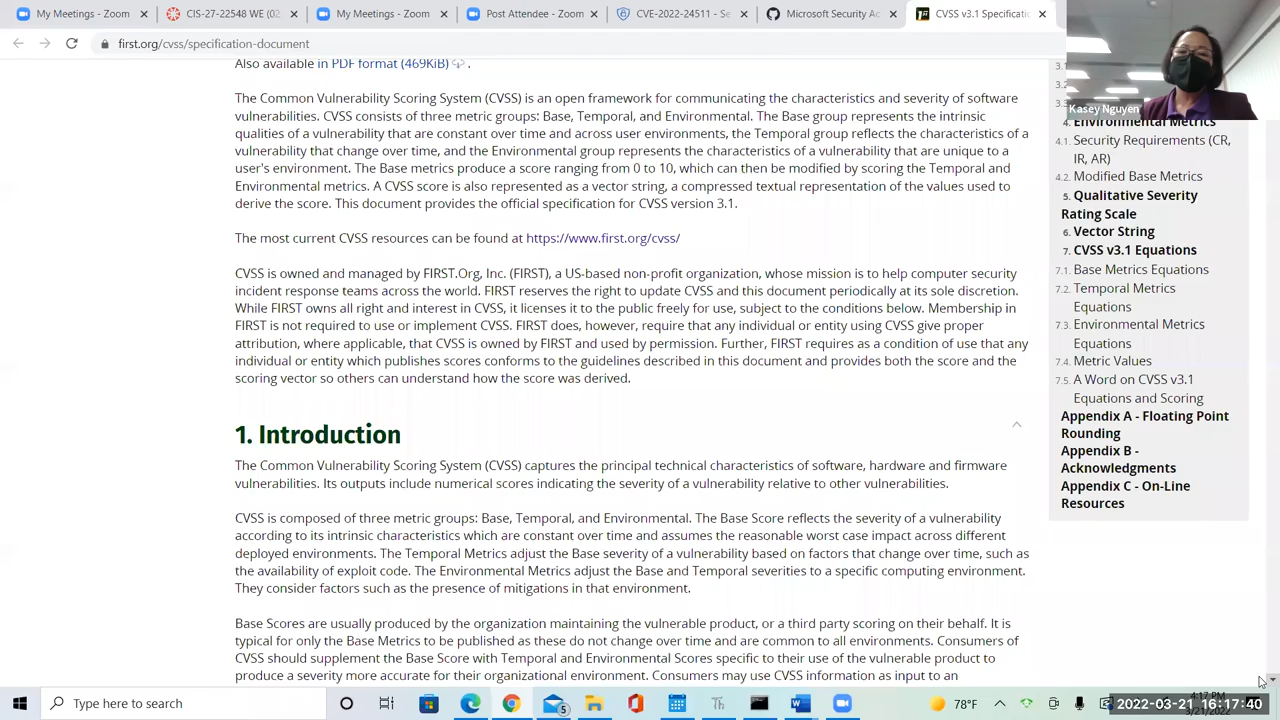 My Meetings - Zoom
CIS-27-22548 WE (02
My Meetings - Zoom
Post Attendee - Zoom
CVE-2022-24511 - Se
Microsoft Security Ac
CVSS v3.1 Specificatio
first.org/cvss/specification-document
Also available in PDF format (469KiB) .
The Common Vulnerability Scoring System (CVSS) is an open framework for communicating the characteristics and severity of software
vulnerabilities. CVSS consists of three metric groups: Base, Temporal, and Environmental. The Base group represents the intrinsic
qualities of a vulnerability that are constant over time and across user environments, the Temporal group reflects the characteristics of a
vulnerability that change over time, and the Environmental group represents the characteristics of a vulnerability that are unique to a
user's environment. The Base metrics produce a score ranging from 0 to 10, which can then be modified by scoring the Temporal and
Environmental metrics. A CVSS score is also represented as a vector string, a compressed textual representation of the values used to
derive the score. This document provides the official specification for CVSS version 3.1.
The most current CVSS resources can be found at https://www.first.org/cvss/
CVSS is owned and managed by FIRST.Org, Inc. (FIRST), a US-based non-profit organization, whose mission is to help computer security
incident response teams across the world. FIRST reserves the right to update CVSS and this document periodically at its sole discretion.
While FIRST owns all right and interest in CVSS, it licenses it to the public freely for use, subject to the conditions below. Membership in
FIRST is not required to use or implement CVSS. FIRST does, however, require that any individual or entity using CVSS give proper
attribution, where applicable, that CVSS is owned by FIRST and used by permission. Further, FIRST requires as a condition of use that any
individual or entity which publishes scores conforms to the guidelines described in this document and provides both the score and the
scoring vector so others can understand how the score was derived.
1. Introduction
The Common Vulnerability Scoring System (CVSS) captures the principal technical characteristics of software, hardware and firmware
vulnerabilities. Its outputs include numerical scores indicating the severity of a vulnerability relative to other vulnerabilities.
CVSS is composed of three metric groups: Base, Temporal, and Environmental. The Base Score reflects the severity of a vulnerability
according to its intrinsic characteristics which are constant over time and assumes the reasonable worst case impact across different
deployed environments. The Temporal Metrics adjust the Base severity of a vulnerability based on factors that change over time, such as
the availability of exploit code. The Environmental Metrics adjust the Base and Temporal severities to a specific computing environment.
They consider factors such as the presence of mitigations in that environment.
Base Scores are usually produced by the organization maintaining the vulnerable product, or a third party scoring on their behalf. It is
typical for only the Base Metrics to be published as these do not change over time and are common to all environments. Consumers of
CVSS should supplement the Base Score with Temporal and Environmental Scores specific to their use of the vulnerable product to
produce a severity more accurate for their organizational environment. Consumers may use CVSS information as input to an
Kasey Nguyen
4. Environmental Metrics
4.1. Security Requirements (CR,
IR, AR)
4.2. Modified Base Metrics
5. Qualitative Severity
Rating Scale
6. Vector String
7. CVSS v3.1 Equations
7.1. Base Metrics Equations
7.2. Temporal Metrics
Equations
7.3. Environmental Metrics
Equations
7.4. Metric Values
7.5. A Word on CVSS v3.1
Equations and Scoring
Appendix A - Floating Point
Rounding
Appendix B -
Acknowledgments
Appendix C - On-Line
Resources
Type here to search
5
78°F
4:17 PM
3/21/2022
2022-03-21 16:17:40